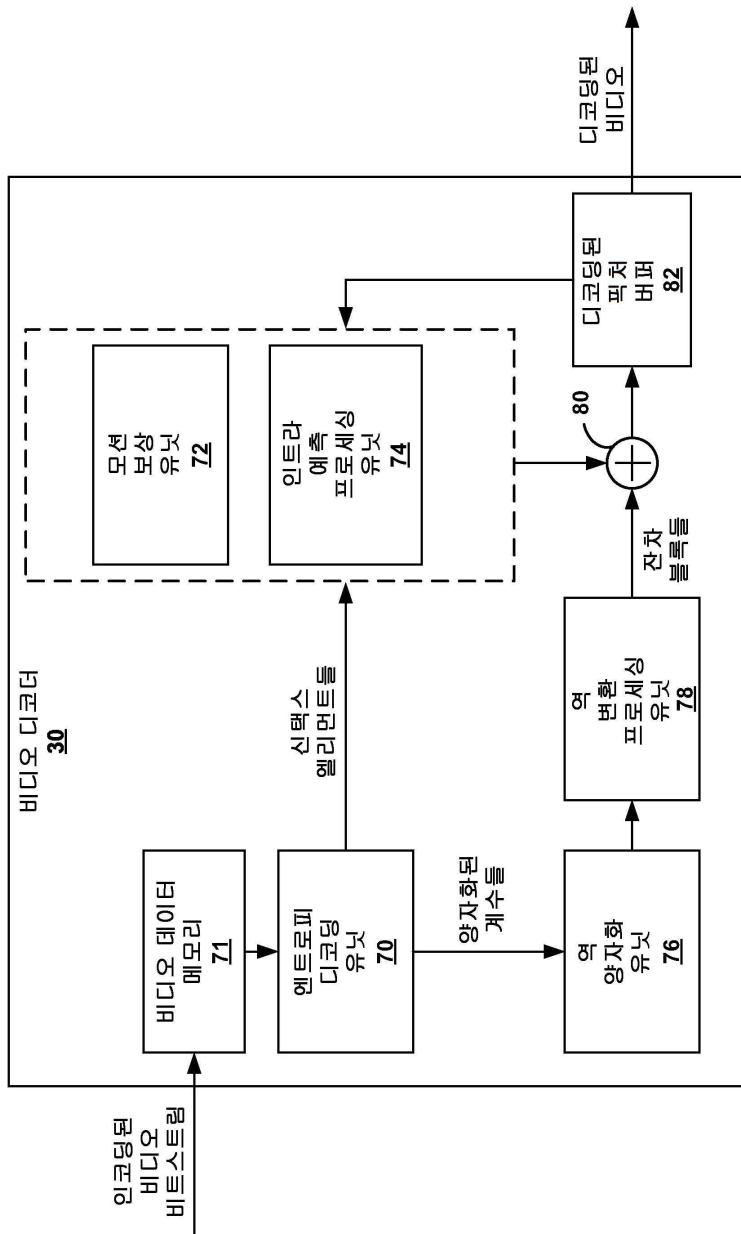 인코딩된
비디오
비트스트림
비디오 디코더
30
비디오 데이터
메모리
71
엔트로피
디코딩
유닛
70
신택스
엘리먼트들
양자화된
계수들
모션
보상
유닛
72
인트라
예측
프로세싱
유닛
74
역
양자화
유닛
76
역
변환
프로세싱
유닛
78
잔차
블록들
80
디코딩된
픽처
버퍼
82
디코딩된
비디오